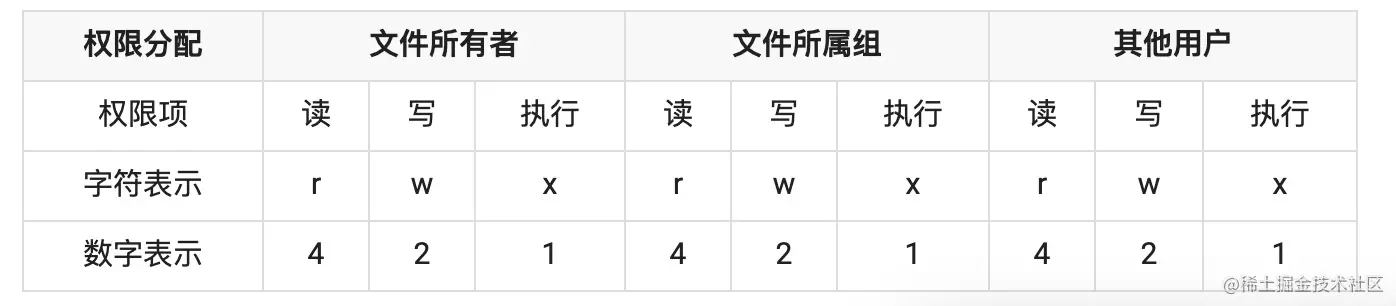 权限分配 文件所有者 文件所属组 其他用户
权限项 读 写 执行 读 写 执行 读 写 执行
字符表示 r w x r w x r w x
数字表示 4 2 1 4 2 1 4 2 1
@稀土掘金技术社区